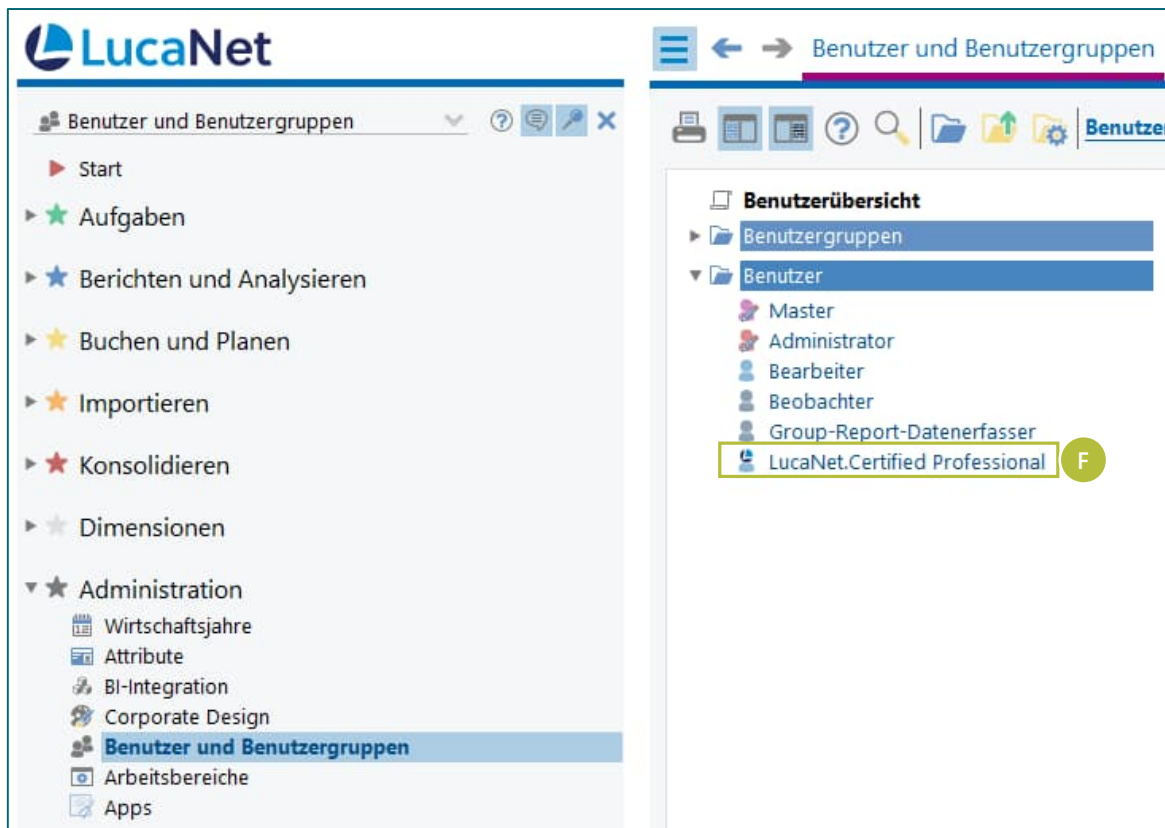 LucaNet
Benutzer und Benutzergruppen
Start
Aufgaben
Berichten und Analysieren
Buchen und Planen
Importieren
Konsolidieren
Dimensionen
Administration
Wirtschaftsjahre
Attribute
BI-Integration
Corporate Design
Benutzer und Benutzergruppen
Arbeitsbereiche
Apps
Benutzer und Benutzergruppen
Benutzer
Benutzerübersicht
Benutzergruppen
Benutzer
Master
Administrator
Bearbeiter
Beobachter
Group-Report-Datenerfasser
LucaNet.Certified Professional F